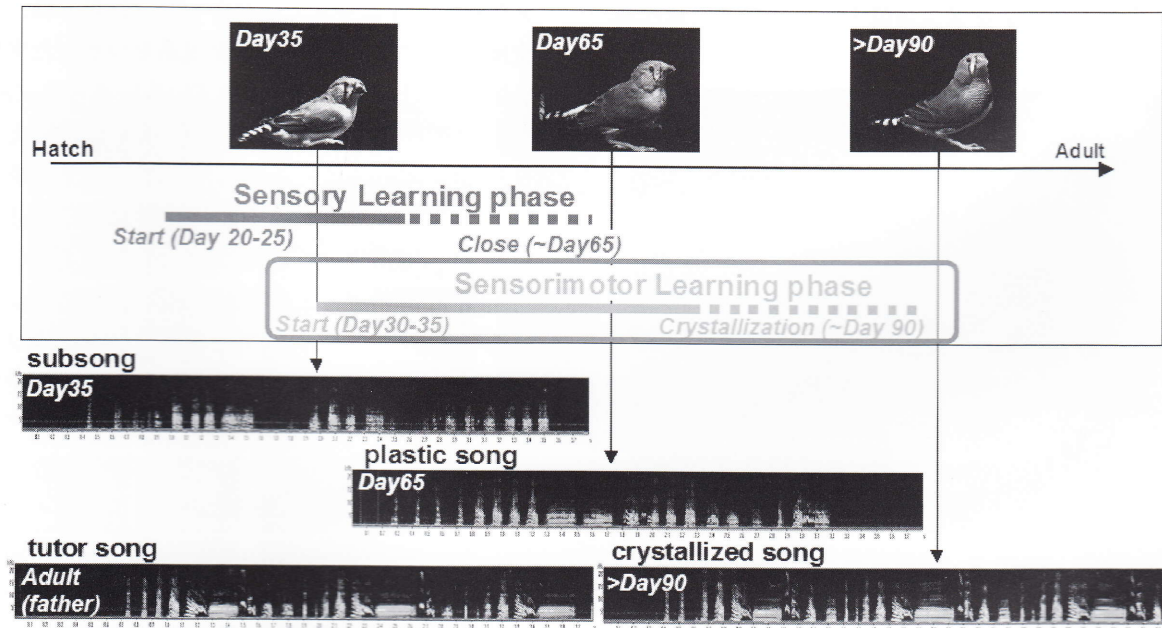 Day35
Day65
>Day90
Hatch
Adult
Sensory Learning phase
Start (Day 20-25)
Close (~Day65)
Sensorimotor Learning phase
Start (Day30-35)
Crystallization (~Day 90)
subsong
Day35
plastic song
Day65
tutor song
Adult
(father)
crystallized song
>Day90